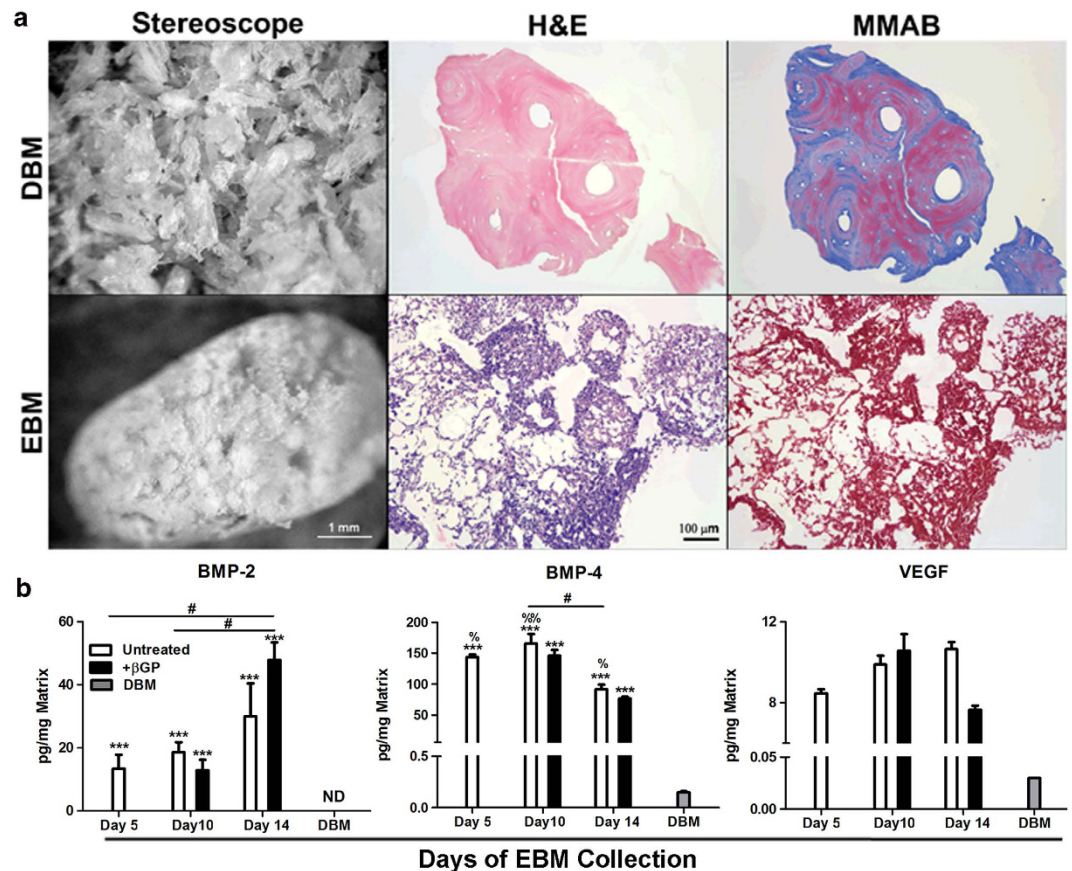 a
Stereoscope
H&E
MMAB
DBM
EBM
1 mm
100 µm
b
BMP-2
BMP-4
VEGF
#
#
***
***
***
***
***
Untreated
+βGP
DBM
ND
pg/mg Matrix
60
40
20
0
Day 5
Day10
Day 14
DBM
#
%
***
%%
***
***
%
***
***
pg/mg Matrix
200
150
100
50
0.5
0.0
Day 5
Day10
Day 14
DBM
pg/mg Matrix
12
8
0.05
0.00
Day 5
Day10
Day 14
DBM
Days of EBM Collection